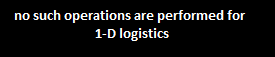 no such operations are performed for
1-D logistics